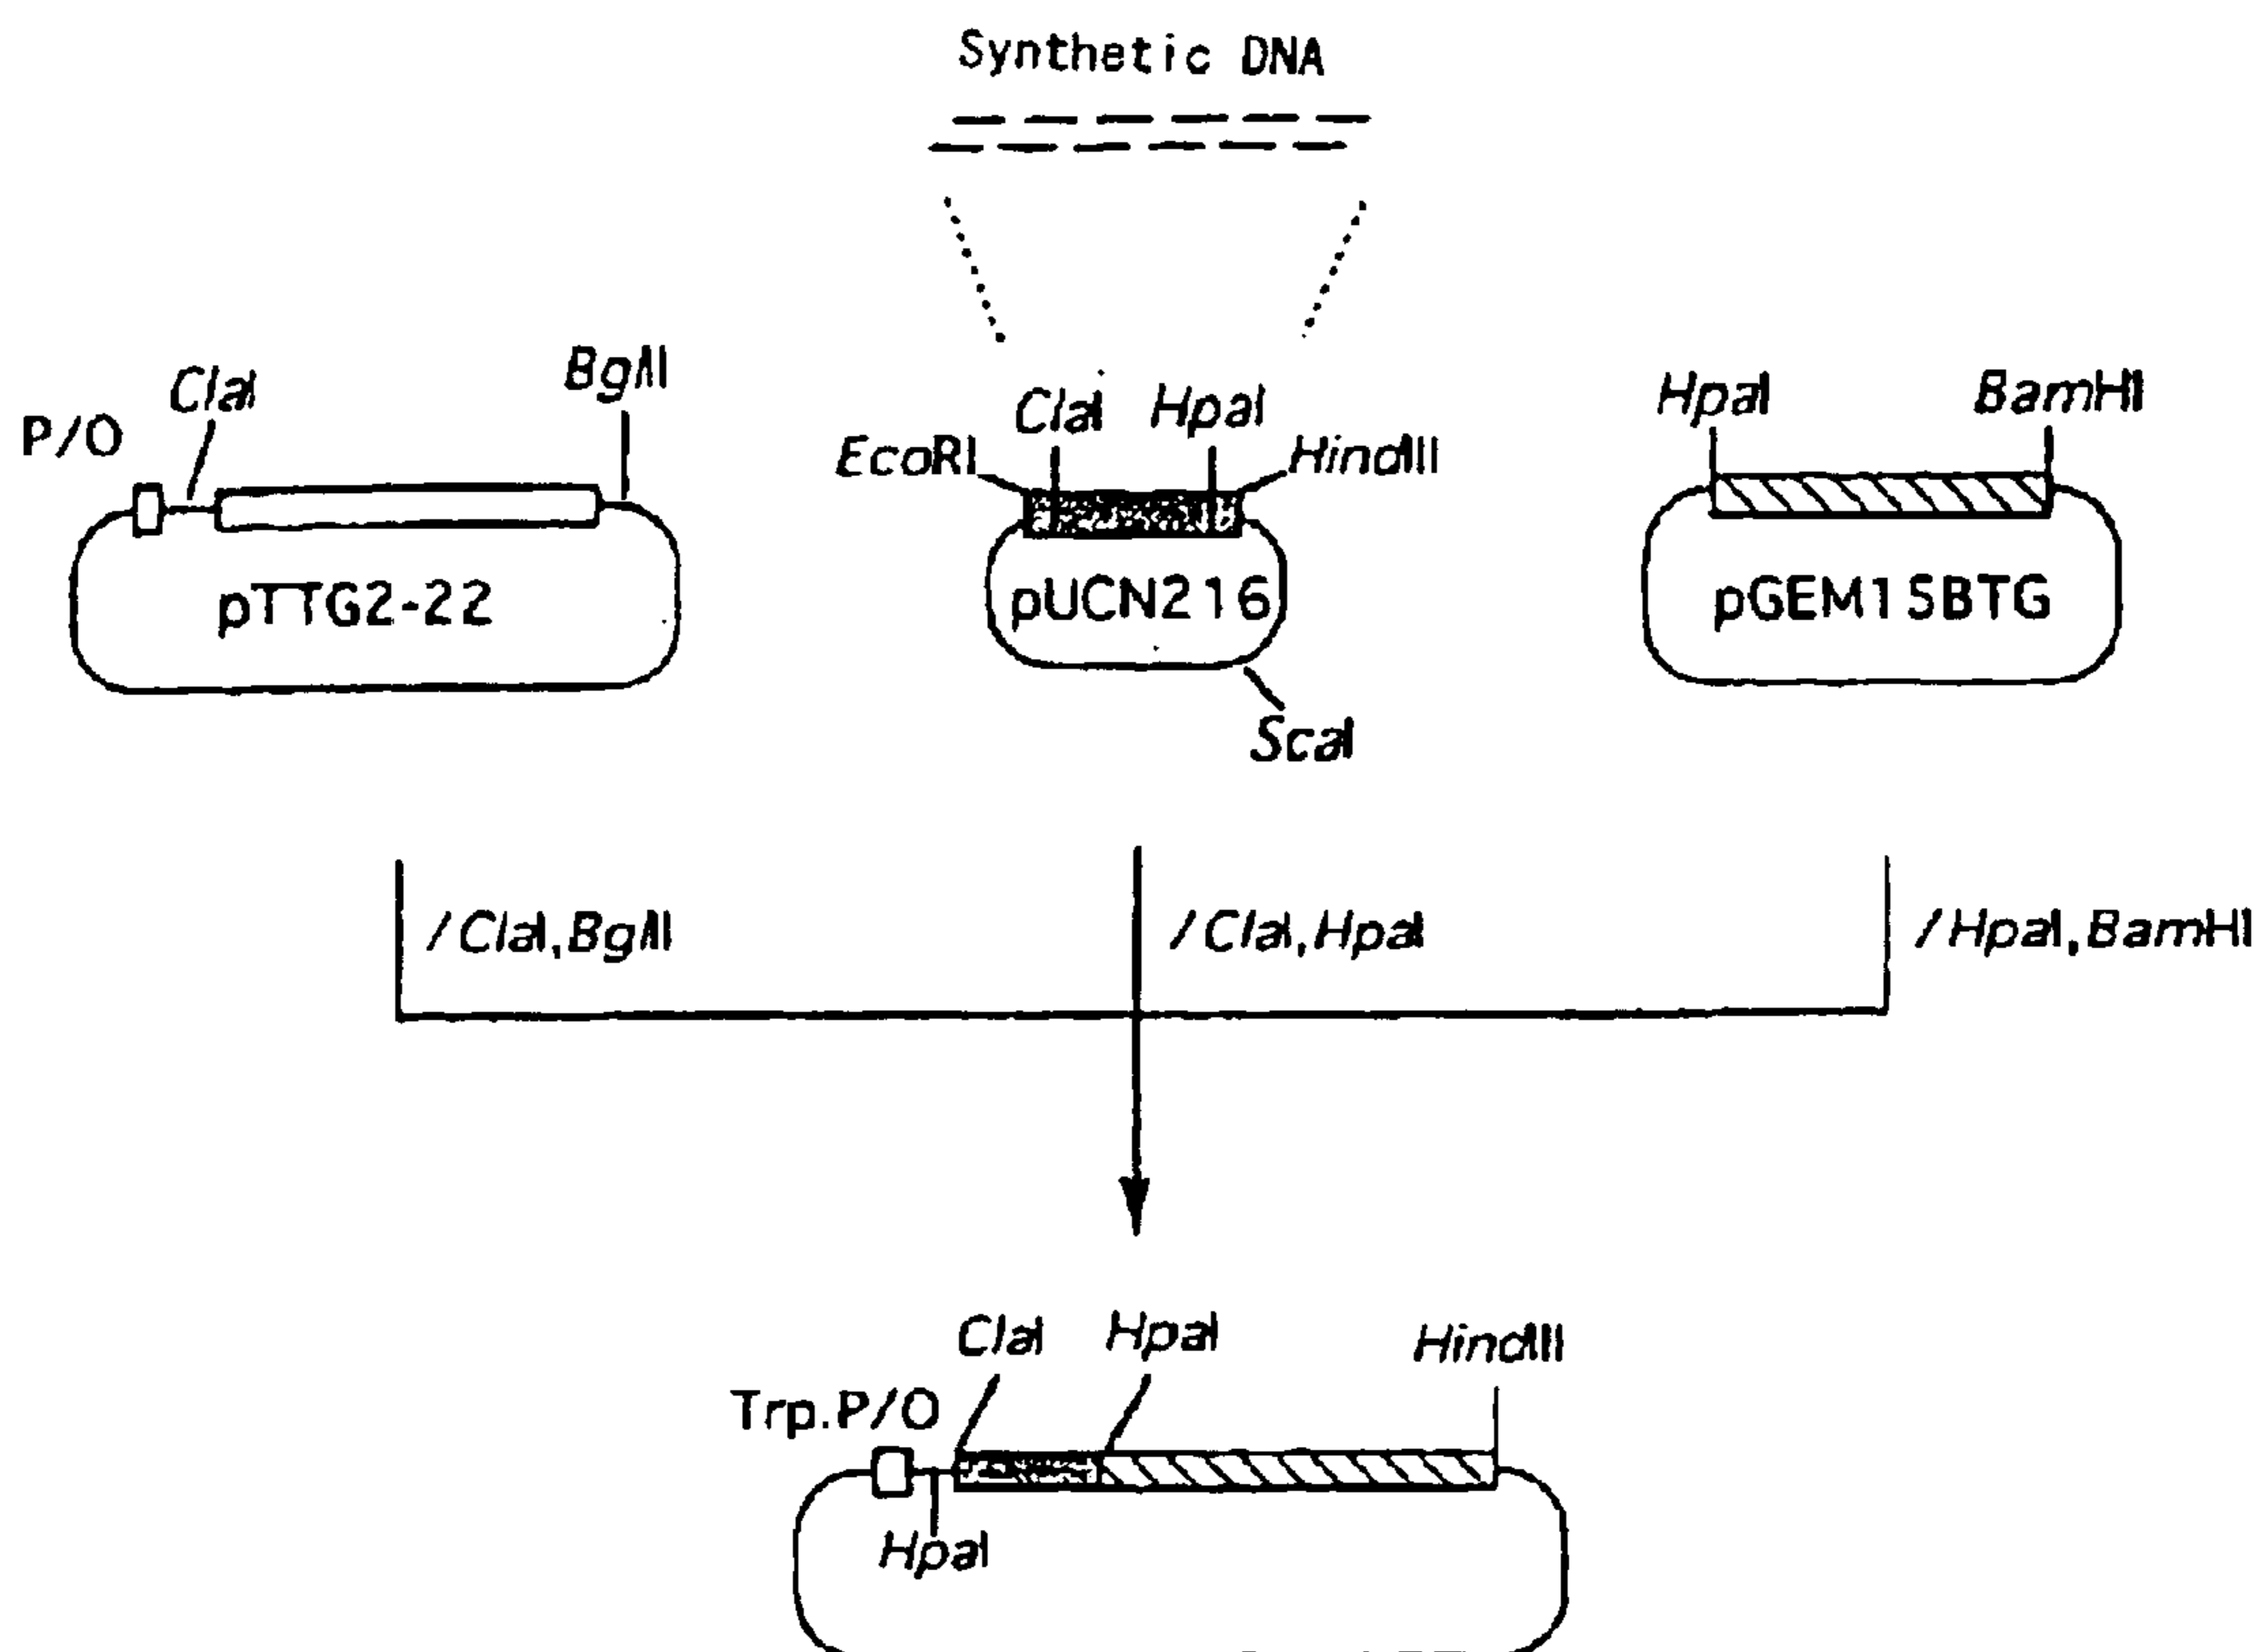 Synthetic DNA
P/O
ClaI
BglII
EcoRI
ClaI
HpaI
HindIII
HpaI
BamHI
pTTG2-22
pUCN216
pGEM15BTG
ScaI
/ClaI,BglII
/ClaI,HpaI
/HpaI,BamHI
Trp.P/O
ClaI
HpaI
HindIII
HpaI